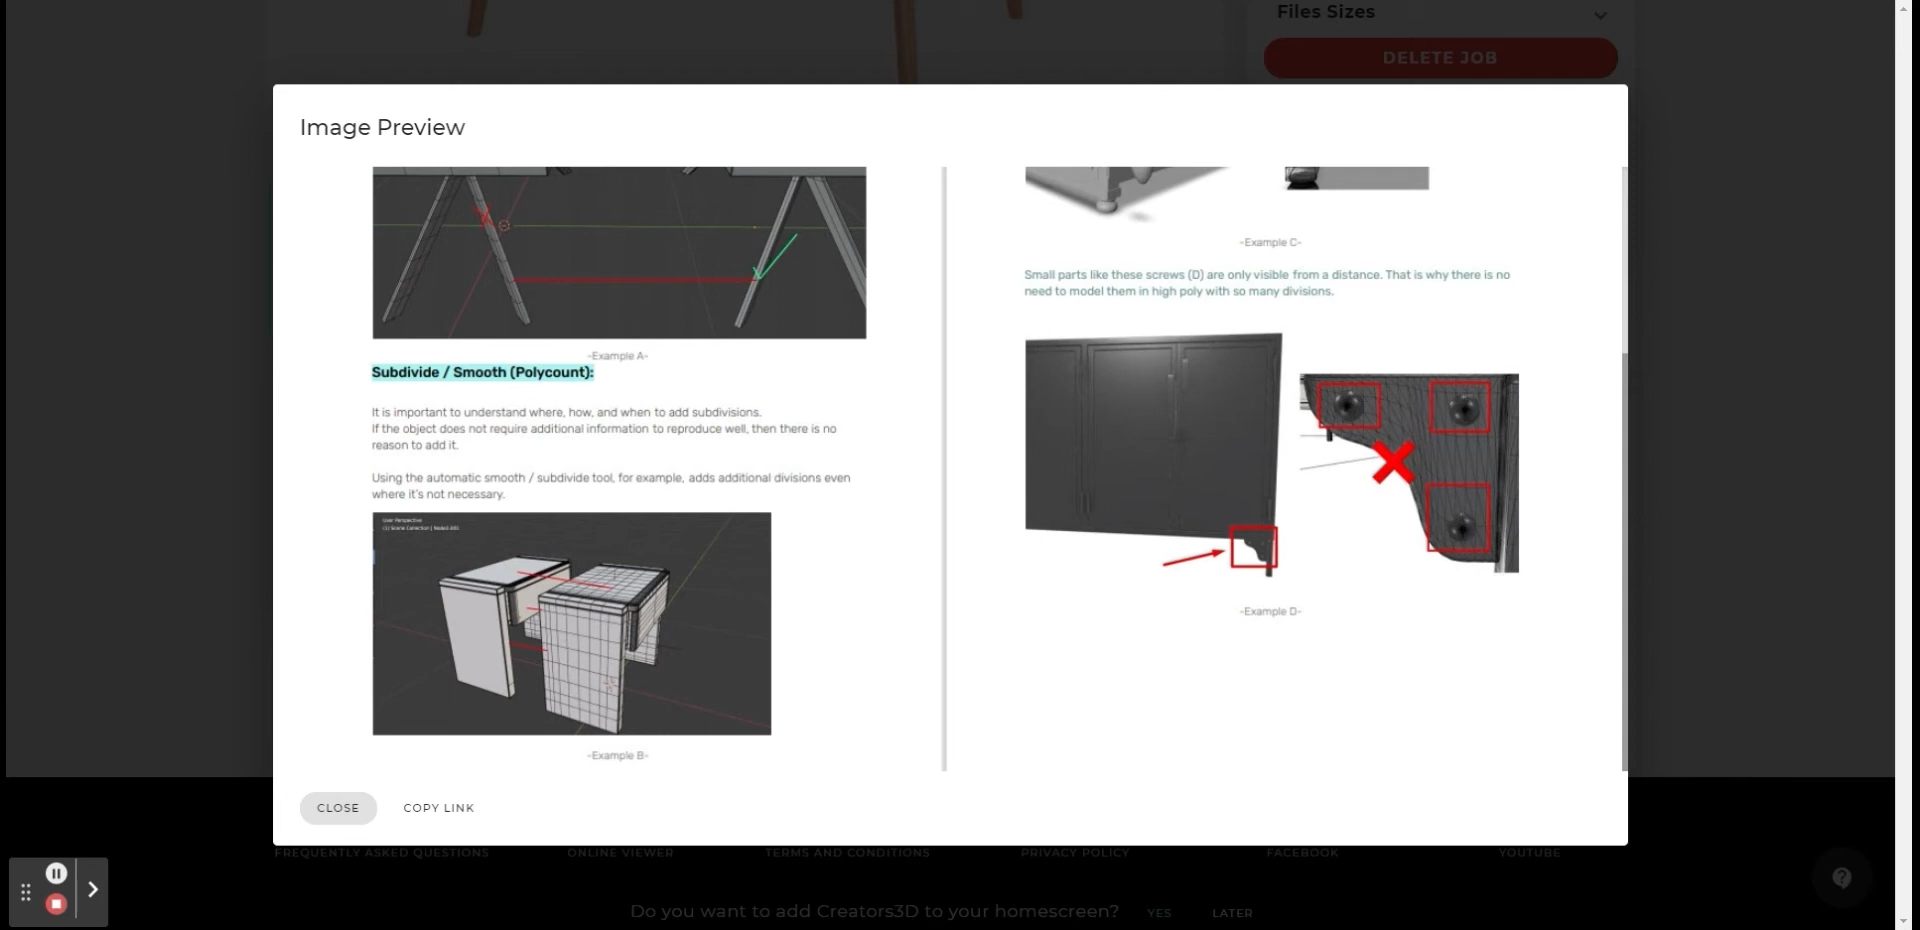 Files Sizes
DELETE JOB
Image Preview
-Example A-
Subdivide / Smooth (Polycount):
It is important to understand where, how, and when to add subdivisions.
If the object does not require additional information to reproduce well, then there is no
reason to add it.
Using the automatic smooth / subdivide tool, for example, adds additional divisions even
where it's not necessary.
User Perspective
-Example B-
-Example C-
Small parts like these screws (D) are only visible from a distance. That is why there is no
need to model them in high poly with so many divisions.
-Example D-
CLOSE
COPY LINK
FREQUENTLY ASKED QUESTIONS
ONLINE VIEWER
TERMS AND CONDITIONS
PRIVACY POLICY
FACEBOOK
YOUTUBE
Do you want to add Creators3D to your homescreen?
YES
LATER